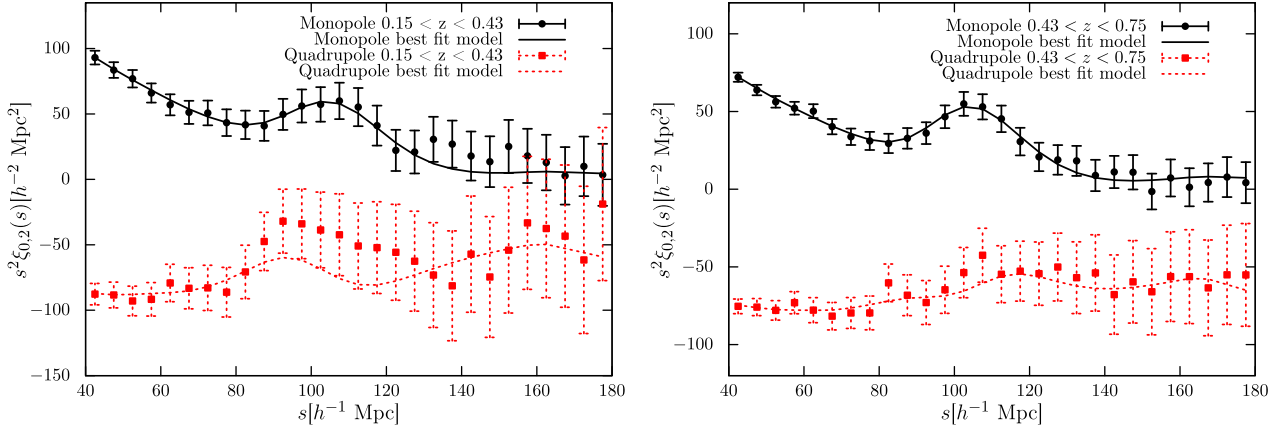 Monopole 0.15 < z < 0.43
Monopole best fit model
Quadrupole 0.15 < z < 0.43
Quadrupole best fit model
100
50
0
−50
−100
−150
40
60
80
100
120
140
160
180
s²ξ₀,₂(s)[h⁻² Mpc²]
s[h⁻¹ Mpc]
Monopole 0.43 < z < 0.75
Monopole best fit model
Quadrupole 0.43 < z < 0.75
Quadrupole best fit model
100
50
0
−50
−100
40
60
80
100
120
140
160
180
s²ξ₀,₂(s)[h⁻² Mpc²]
s[h⁻¹ Mpc]